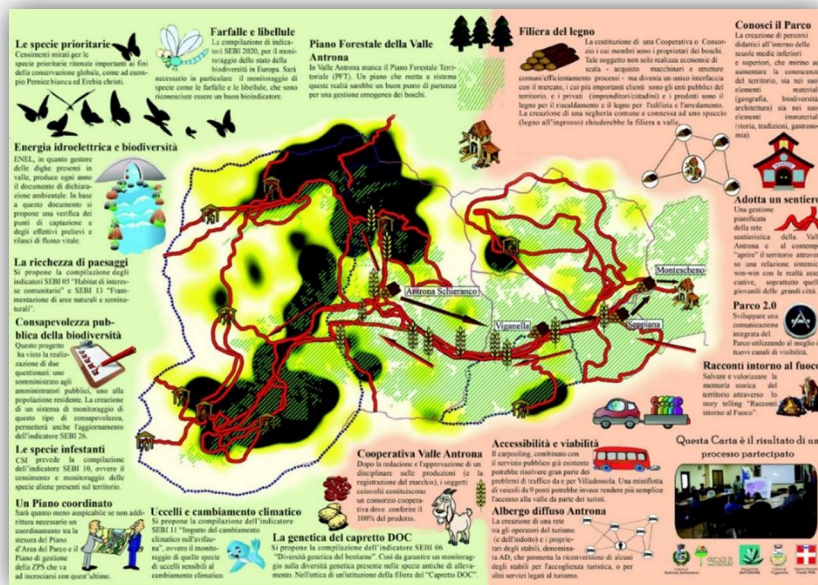 Le specie prioritarie
Censimenti mirati per le
specie prioritarie ritenute importanti ai fini
della conservazione globale, come ad esem-
pio Pernice bianca ed Erebia christi.
Farfalle e libellule
La compilazione di indica-
tori SEBI 2020, per il moni-
toraggio dello stato della
biodiversità in Europa. Sarà
necessario in particolare il monitoraggio di
specie come le farfalle e le libellule, che son
riconosciute essere un buon bioindicatore.
Piano Forestale della Valle
Antrona
In Valle Antrona manca il Piano Forestale Terri-
toriale (PFT). Un piano che metta a sistema
queste realtà sarebbe un buon punto di partenza
per una gestione omogenea dei boschi.
Filiera del legno
La costituzione di una Cooperativa o Consor-
zio i cui membri sono i proprietari dei boschi.
Tale soggetto non solo realizza economie di
scala - acquisto macchinari e strutture
comuni/efficientamento processi - ma diventa un unico interfaccia
con il mercato, i cui più importanti clienti sono gli enti pubblici del
territorio, e i privati (imprenditori/cittadini) e i prodotti sono il
legno per il riscaldamento e il legno per l'edilizia e l'arredamento.
La creazione di una segheria comune e connessa ad uno spaccio
(legno all'ingrosso) chiuderebbe la filiera a valle.
Conosci il Parco
La creazione di percorsi
didattici all'interno delle
scuole medie inferiori
e superiori, che mirino ad
aumentare la conoscenza
del territorio, sia nei suoi
elementi materiali
(geografia, biodiversità
architettura) sia nei suoi
elementi immateriali
(storia, tradizioni, gastrono-
mia).
Energia idroelettrica e biodiversità
ENEL, in quanto gestore
delle dighe presenti in
valle, produce ogni anno
il documento di dichiara-
zione ambientale. In base
a questo documento si
propone una verifica dei
punti di captazione e
degli effettivi prelievi e
rilasci di flusso vitale.
La ricchezza di paesaggi
Si propone la compilazione degli
indicatori SEBI 05 "Habitat di interes-
se comunitario" e SEBI 13 "Fram-
mentazione di aree naturali e semina-
turali".
Consapevolezza pub-
blica della biodiversità
Questo progetto
ha visto la realiz-
zazione di due
questionari: uno
somministrato agli
amministratori pubblici, uno alla
popolazione residente. La creazione
di un sistema di monitoraggio di
questo tipo di consapevolezza,
permetterà anche l'aggiornamento
dell'indicatore SEBI 26.
Le specie infestanti
CSI prevede la compilazione
dell'indicatore SEBI 10, ovvero il
censimento e monitoraggio delle
specie aliene presenti sul territorio.
Un Piano coordinato
Sarà quanto meno auspicabile se non addi-
rittura necessario un
coordinamento tra la
stesura del Piano
d'Area del Parco e il
Piano di gestione
della ZPS che va
ad incrociarsi con quest'ultimo.
Antrona Schieranco
Viganella
Seppiana
Montescheno
Adotta un sentiero
Una gestione
pianificata
della rete
sentieristica della Valle
Antrona e al contempo
"aprire" il territorio attraver-
so una relazione sistemica
win-win con le realtà asso-
ciative, soprattutto quelle
giovanili delle grandi città.
Parco 2.0
Sviluppare una
comunicazione
integrata del
Parco utilizzando al meglio i
nuovi canali di visibilità.
Racconti intorno al fuoco
Salvare e valorizzare la
memoria storica del
territorio attraverso lo
story telling "Racconti
intorno al Fuoco".
Uccelli e cambiamento climatico
Si propone la compilazione dell'indicatore
SEBI 11 "Impatto del cambiamento
climatico sull'avifau-
na", ovvero il monito-
raggio di quelle specie
di uccelli sensibili al
cambiamento climatico.
Cooperativa Valle Antrona
Dopo la redazione e l'approvazione di un
disciplinare sulle produzioni (e la
registrazione del marchio), i soggetti
coinvolti costituiscono
un consorzio coopera-
tiva dove conferire il
100% del prodotto.
La genetica del capretto DOC
Si propone la compilazione dell'indicatore SEBI 06
"Diversità genetica del bestiame". Così da garantire un monitorag-
gio sulla diversità genetica presente nelle specie antiche di alleva-
mento. Nell'ottica di un'istituzione della filiera del "Capretto DOC".
Accessibilità e viabilità
Il carpooling, combinato con
il servizio pubblico già esistente
potrebbe risolvere gran parte dei
problemi di traffico da e per Villadossola. Una miniflotta
di veicoli da 9 posti potrebbe invece rendere più semplice
l'accesso alla valle da parte dei turisti.
Albergo diffuso Antrona
La creazione di una rete
tra gli operatori del turismo
(e dell'indotto) e i proprie-
tari degli stabili, denomina-
ta AD, che permetta la riconversione di alcuni
degli stabili per l'accoglienza turistica, o per
altri servizi legati al turismo.
Questa Carta è il risultato di un
processo partecipato